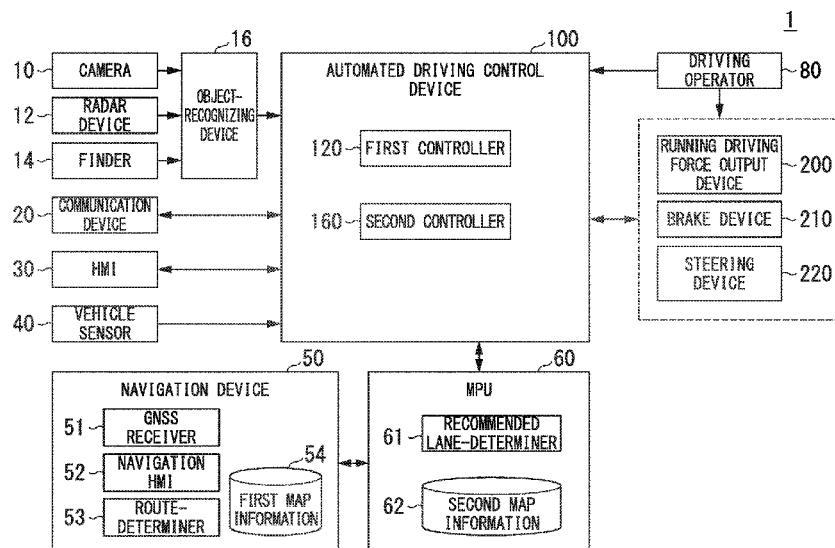 1
10
CAMERA
12
RADAR
DEVICE
14
FINDER
16
OBJECT-
RECOGNIZING
DEVICE
20
COMMUNICATION
DEVICE
30
HMI
40
VEHICLE
SENSOR
100
AUTOMATED DRIVING CONTROL
DEVICE
120
FIRST CONTROLLER
160
SECOND CONTROLLER
DRIVING
OPERATOR
80
RUNNING DRIVING
FORCE OUTPUT
DEVICE
200
BRAKE DEVICE
210
STEERING
DEVICE
220
50
NAVIGATION DEVICE
51
GNSS
RECEIVER
52
NAVIGATION
HMI
53
ROUTE-
DETERMINER
54
FIRST MAP
INFORMATION
60
MPU
61
RECOMMENDED
LANE-DETERMINER
62
SECOND MAP
INFORMATION